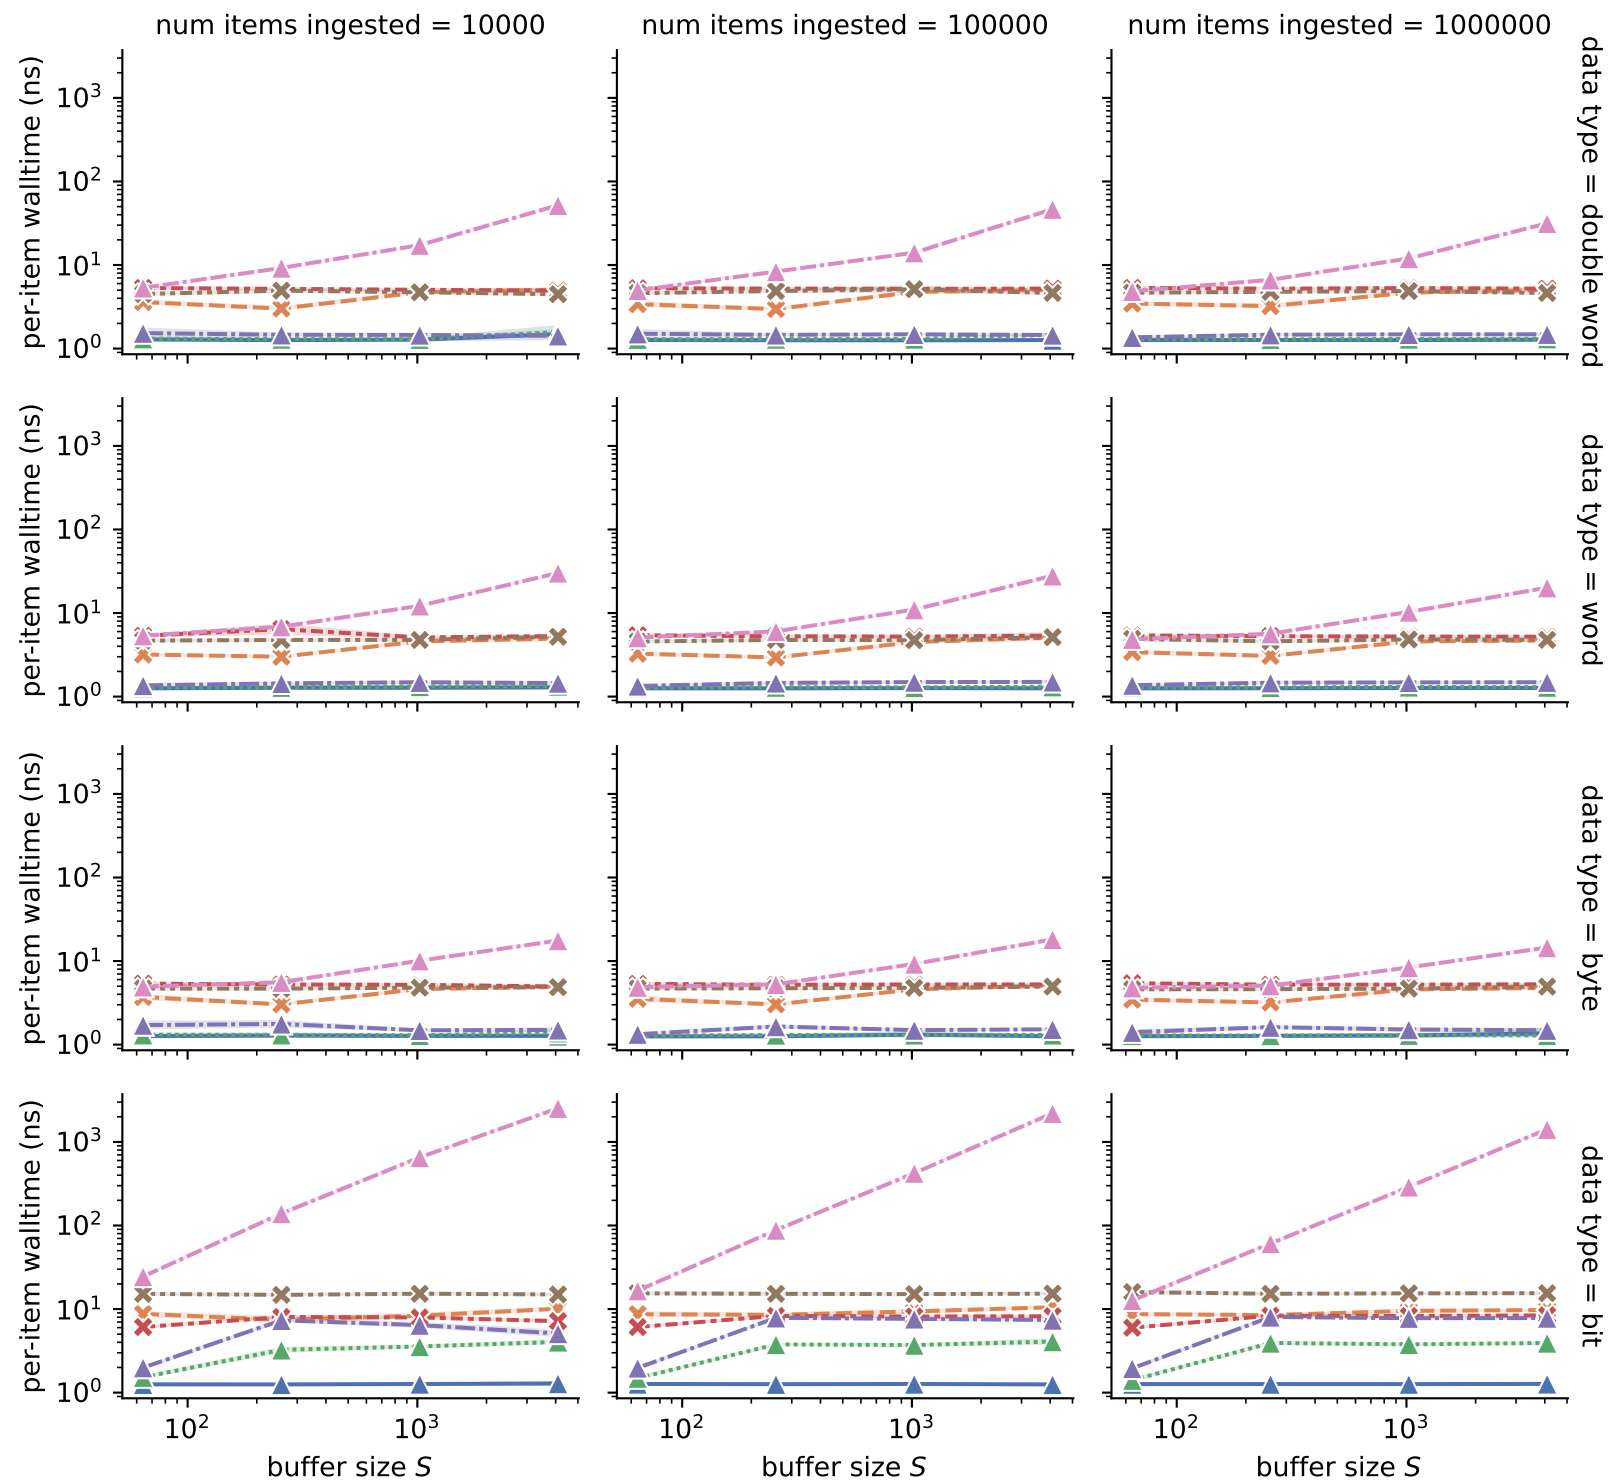 num items ingested = 10000
num items ingested = 100000
num items ingested = 1000000
per-item walltime (ns)
10³
10²
10¹
10⁰
data type = double word
per-item walltime (ns)
10³
10²
10¹
10⁰
data type = word
per-item walltime (ns)
10³
10²
10¹
10⁰
data type = byte
per-item walltime (ns)
10³
10²
10¹
10⁰
data type = bit
10² 10³ 10² 10³ 10² 10³
buffer size S
buffer size S
buffer size S